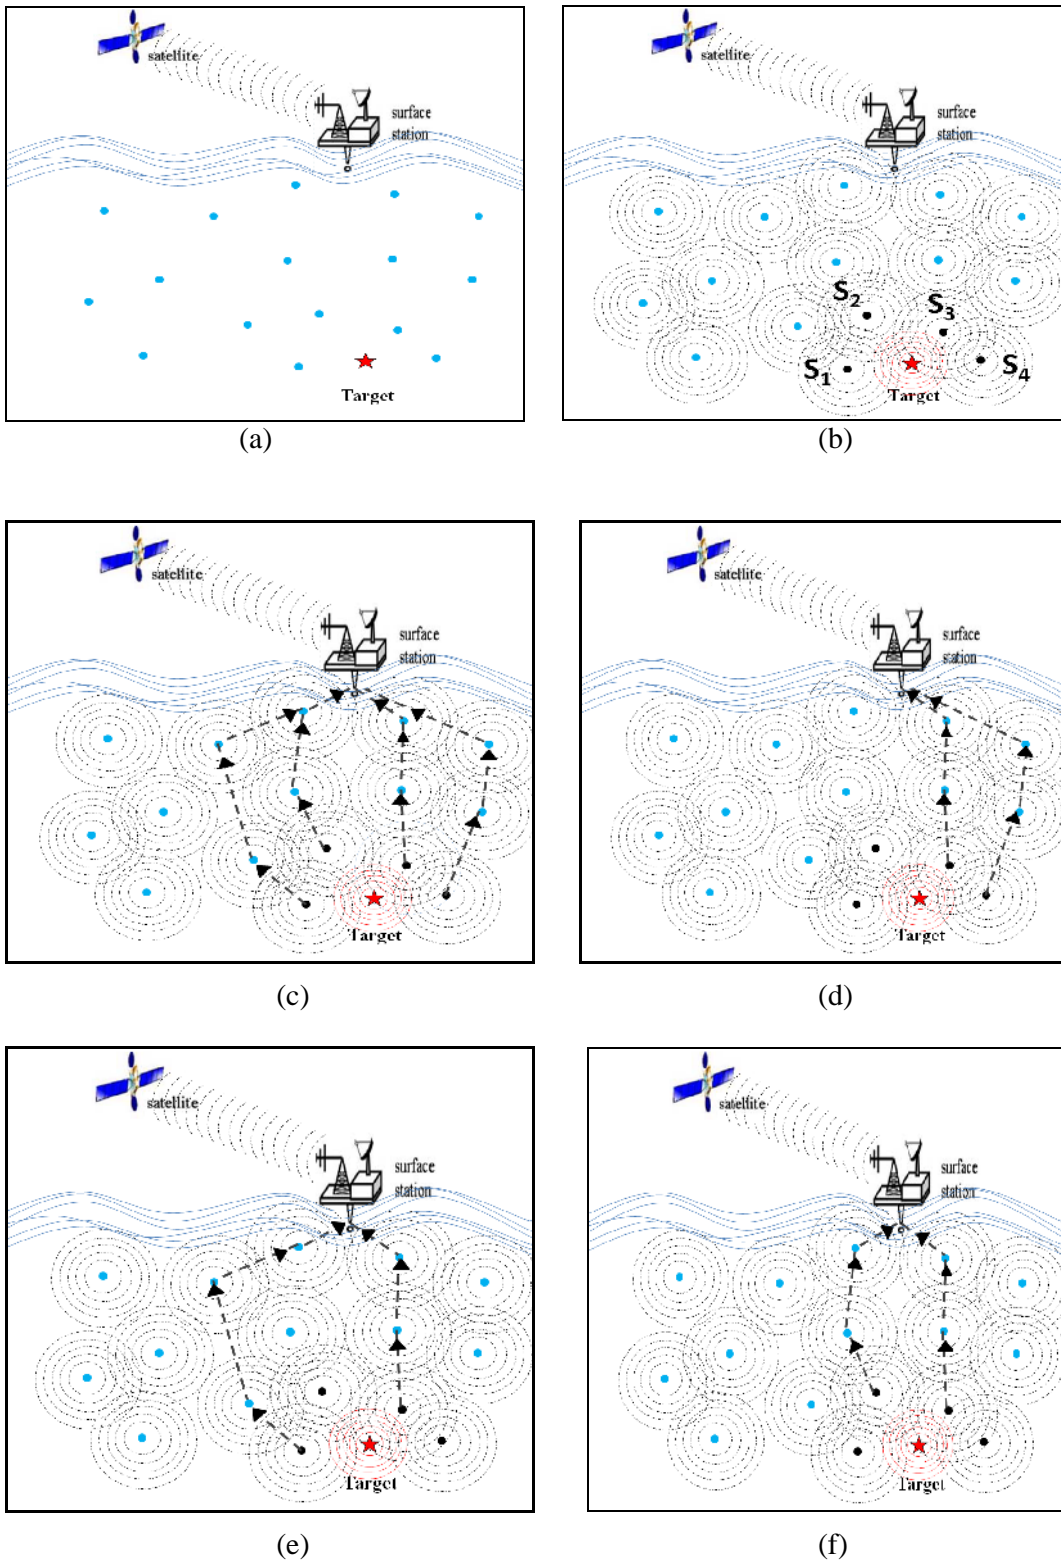 satellite
surface
station
Target
(a)
satellite
surface
station
S2
S3
S1
S4
Target
(b)
satellite
surface
station
Target
(c)
satellite
surface
station
Target
(d)
satellite
surface
station
Target
(e)
satellite
surface
station
Target
(f)